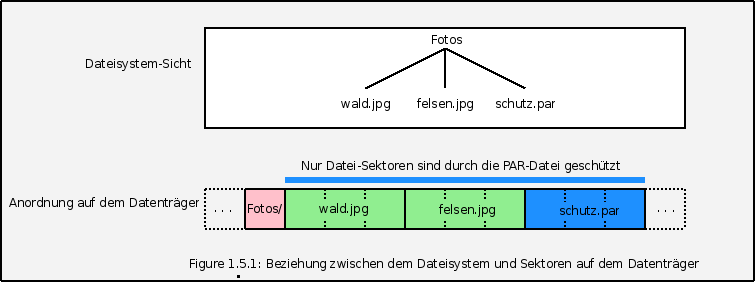 Fotos
Dateisystem-Sicht
wald.jpg felsen.jpg schutz.par
Nur Datei-Sektoren sind durch die PAR-Datei geschützt
Anordnung auf dem Datenträger
. . . Fotos/ wald.jpg felsen.jpg schutz.par . . .
Figure 1.5.1: Beziehung zwischen dem Dateisystem und Sektoren auf dem Datenträger